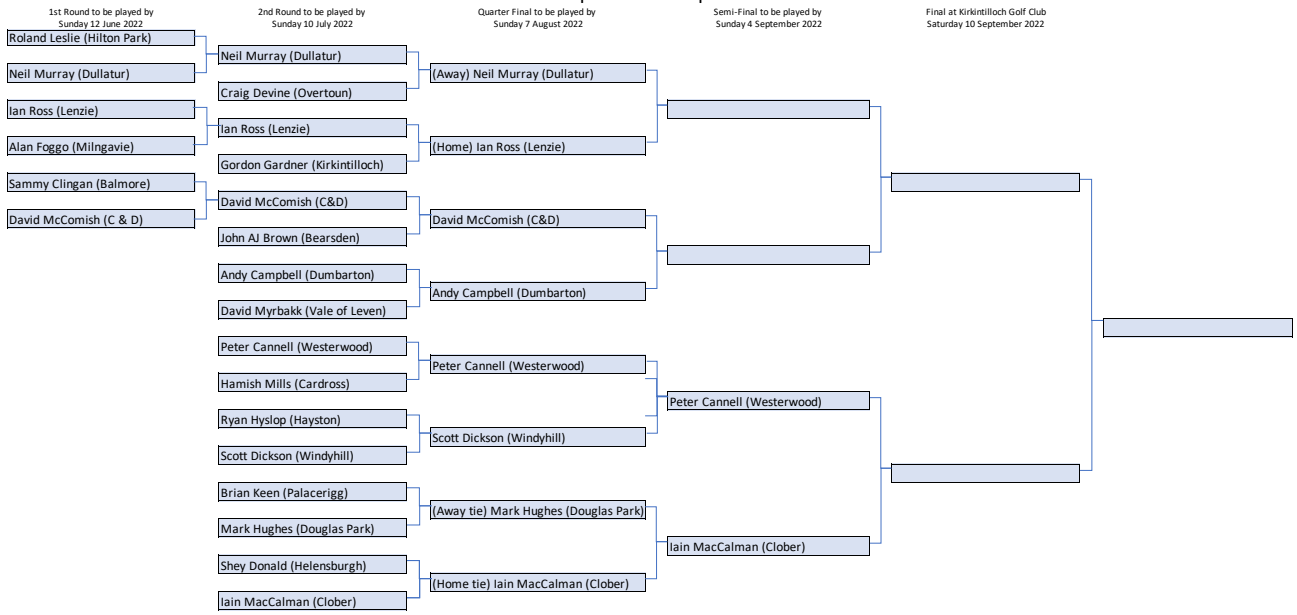 1st Round to be played by
Sunday 12 June 2022
2nd Round to be played by
Sunday 10 July 2022
Quarter Final to be played by
Sunday 7 August 2022
Semi-Final to be played by
Sunday 4 September 2022
Final at Kirkintilloch Golf Club
Saturday 10 September 2022
Roland Leslie (Hilton Park)
Neil Murray (Dullatur)
Ian Ross (Lenzie)
Alan Foggo (Milngavie)
Sammy Clingan (Balmore)
David McComish (C & D)
Neil Murray (Dullatur)
Craig Devine (Overtoun)
Ian Ross (Lenzie)
Gordon Gardner (Kirkintilloch)
David McComish (C&D)
John AJ Brown (Bearsden)
Andy Campbell (Dumbarton)
David Myrbakk (Vale of Leven)
Peter Cannell (Westerwood)
Hamish Mills (Cardross)
Ryan Hyslop (Hayston)
Scott Dickson (Windyhill)
Brian Keen (Palacerigg)
Mark Hughes (Douglas Park)
Shey Donald (Helensburgh)
Iain MacCalman (Clober)
(Away) Neil Murray (Dullatur)
(Home) Ian Ross (Lenzie)
David McComish (C&D)
Andy Campbell (Dumbarton)
Peter Cannell (Westerwood)
Scott Dickson (Windyhill)
(Away tie) Mark Hughes (Douglas Park)
(Home tie) Iain MacCalman (Clober)
Peter Cannell (Westerwood)
Iain MacCalman (Clober)